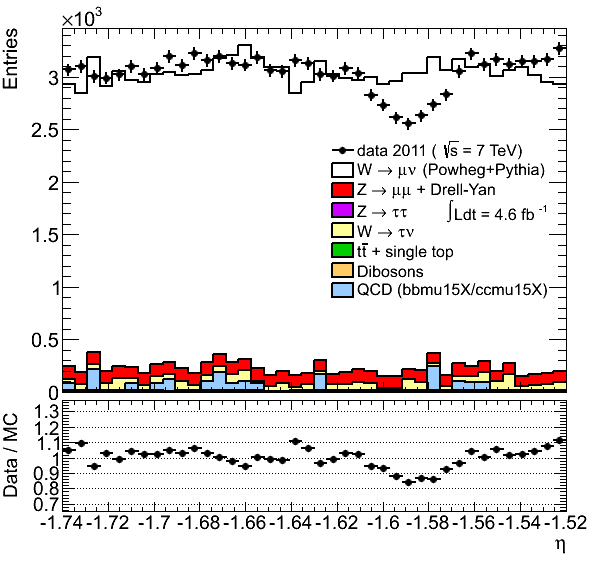 ×10³
Entries
3
2.5
2
1.5
1
0.5
0
data 2011 ( √s = 7 TeV)
W → μν (Powheg+Pythia)
Z → μμ + Drell-Yan
Z → ττ
∫Ldt = 4.6 fb⁻¹
W → τν
tt̄ + single top
Dibosons
QCD (bbmu15X/ccmu15X)
Data / MC
1.3
1.2
1.1
1
0.9
0.8
0.7
-1.74 -1.72 -1.7 -1.68 -1.66 -1.64 -1.62 -1.6 -1.58 -1.56 -1.54 -1.52
η